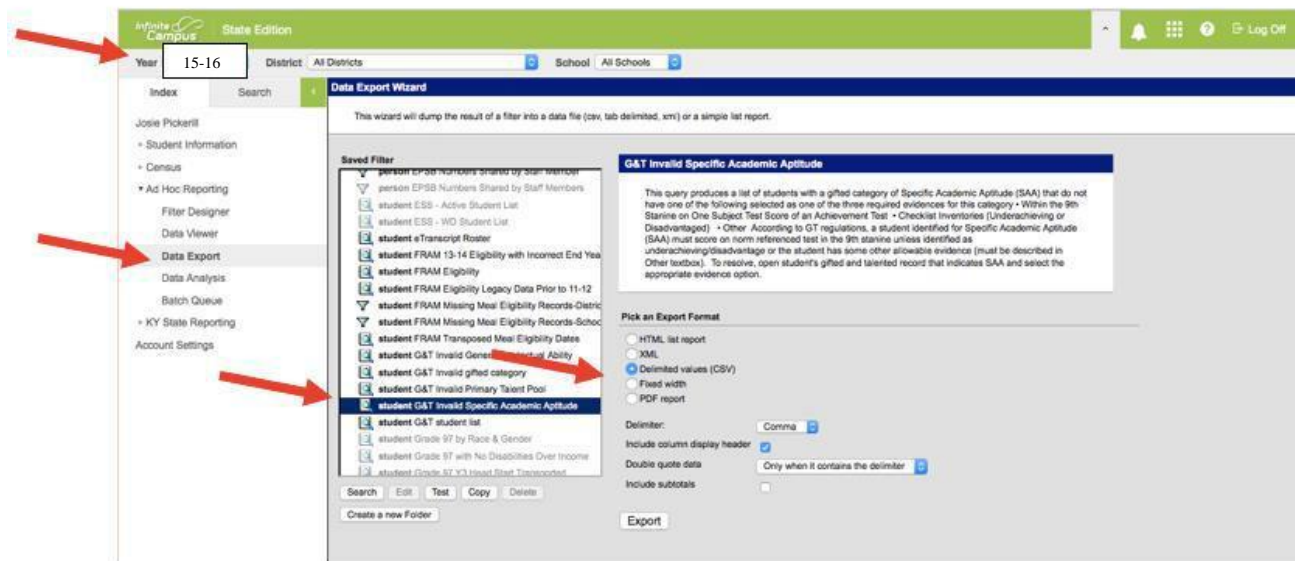 Infinite Campus State Edition Log Off
Year 15-16 District All Districts School All Schools
Index Search
Josie Pickerill
Student Information
Census
Ad Hoc Reporting
Filter Designer
Data Viewer
Data Export
Data Analysis
Batch Queue
KY State Reporting
Account Settings
Data Export Wizard
This wizard will dump the result of a filter into a data file (csv, tab delimited, xml) or a simple list report.
Saved Filter
person EPSB Numbers Shared by Staff Member
person EPSB Numbers Shared by Staff Members
student ESS - Active Student List
student ESS - WD Student List
student eTranscript Roster
student FRAM 13-14 Eligibility with Incorrect End Yea
student FRAM Eligibility
student FRAM Eligibility Legacy Data Prior to 11-12
student FRAM Missing Meal Eligibility Records-Distric
student FRAM Missing Meal Eligibility Records-Schoo
student FRAM Transposed Meal Eligibility Dates
student G&T Invalid Ability
student G&T Invalid gifted category
student G&T Invalid Primary Talent Pool
student G&T Invalid Specific Academic Aptitude
student G&T student list
student Grade 97 by Race & Gender
student Grade 97 with No Disabilities Over Income
student Grade 97 Y3 Head Start Transported
Search Edit Test Copy Delete
Create a new Folder
G&T Invalid Specific Academic Aptitude
This query produces a list of students with a gifted category of Specific Academic Aptitude (SAA) that do not
have one of the following selected as one of the three required evidences for this category • Within the 9th
Stanine on One Subject Test Score of an Achievement Test • Checklist Inventories (Underachieving or
Disadvantaged) • Other According to GT regulations, a student identified for Specific Academic Aptitude
(SAA) must score on norm referenced test in the 9th stanine unless identified as
underachieving/disadvantage or the student has some other allowable evidence (must be described in
Other textbox). To resolve, open student's gifted and talented record that indicates SAA and select the
appropriate evidence option.
Pick an Export Format
HTML list report
XML
Delimited values (CSV)
Fixed width
PDF report
Delimiter: Comma
Include column display header
Double quote data Only when it contains the delimiter
Include subtotals
Export